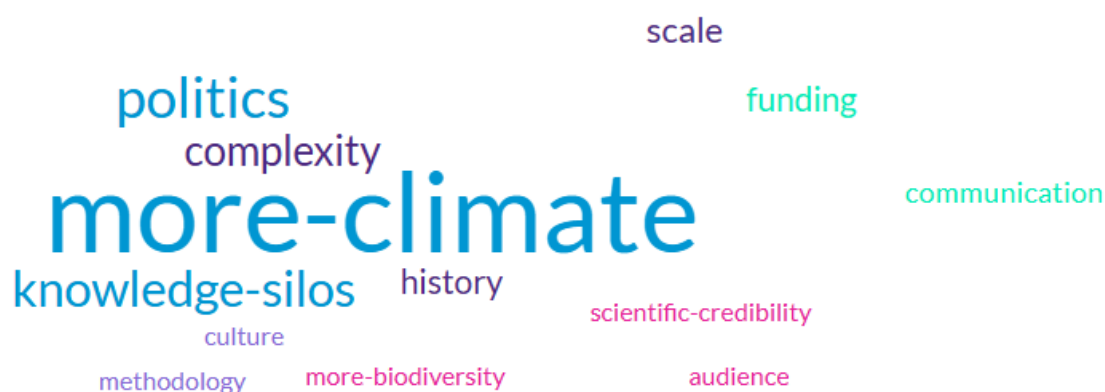 scale
politics
funding
complexity
more-climate
communication
knowledge-silos
history
scientific-credibility
culture
methodology
more-biodiversity
audience